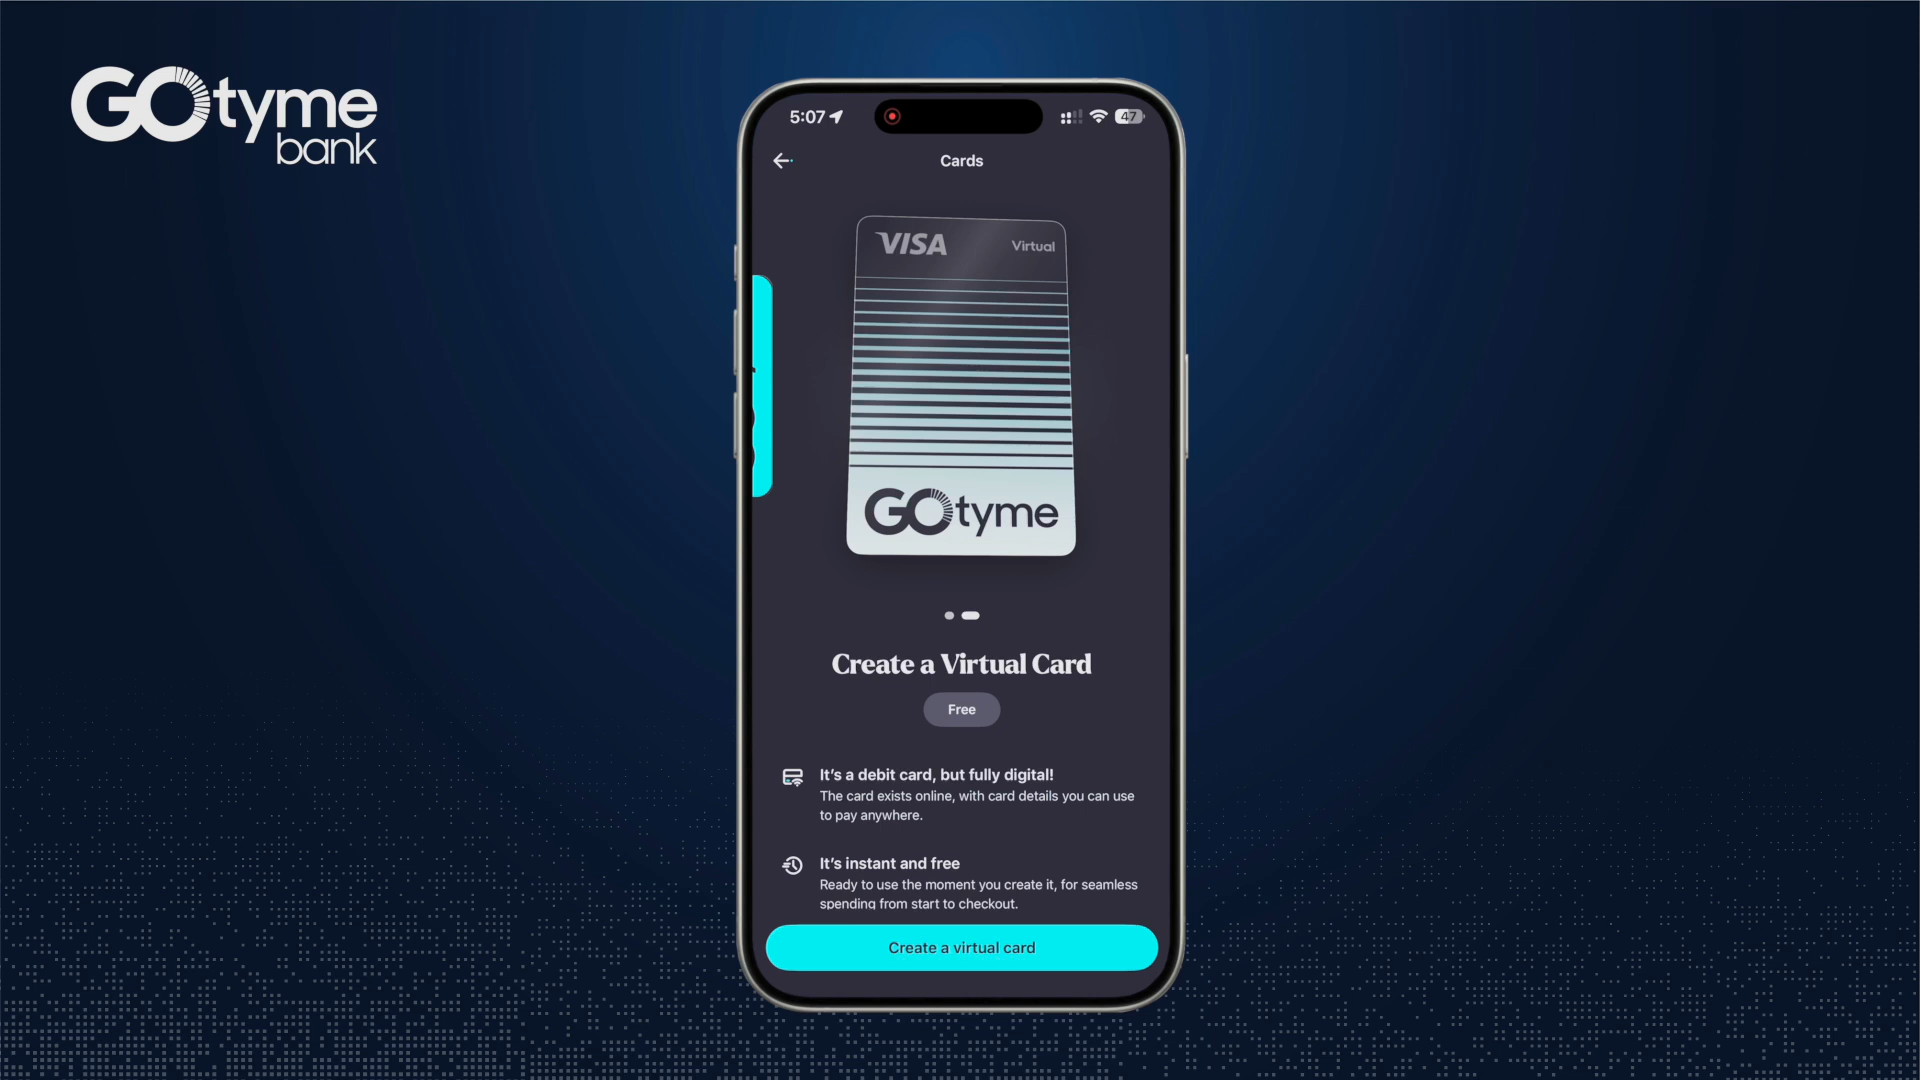 GOtyme
bank
5:07
47
Cards
VISA
Virtual
GOtyme
Create a Virtual Card
Free
It's a debit card, but fully digital!
The card exists online, with card details you can use
to pay anywhere.
It's instant and free
Ready to use the moment you create it, for seamless
spending from start to checkout.
Create a virtual card